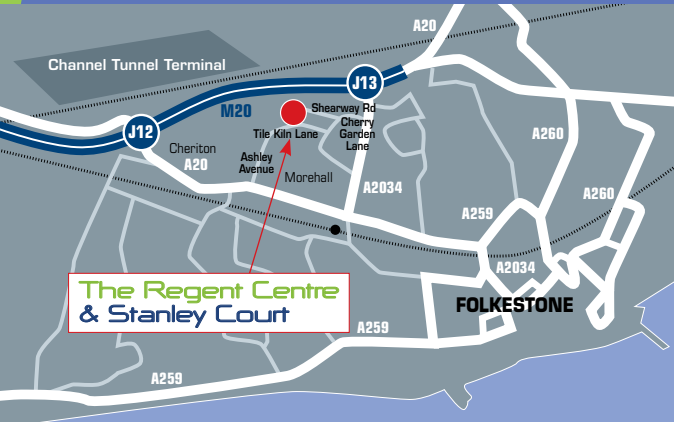 A20
Channel Tunnel Terminal
J13
M20
Shearway Rd
Cherry
Garden
Lane
Tile Kiln Lane
J12
A260
Cheriton
A20
Ashley
Avenue
Morehall
A2034
A260
A259
A2034
The Regent Centre
& Stanley Court
FOLKESTONE
A259
A259